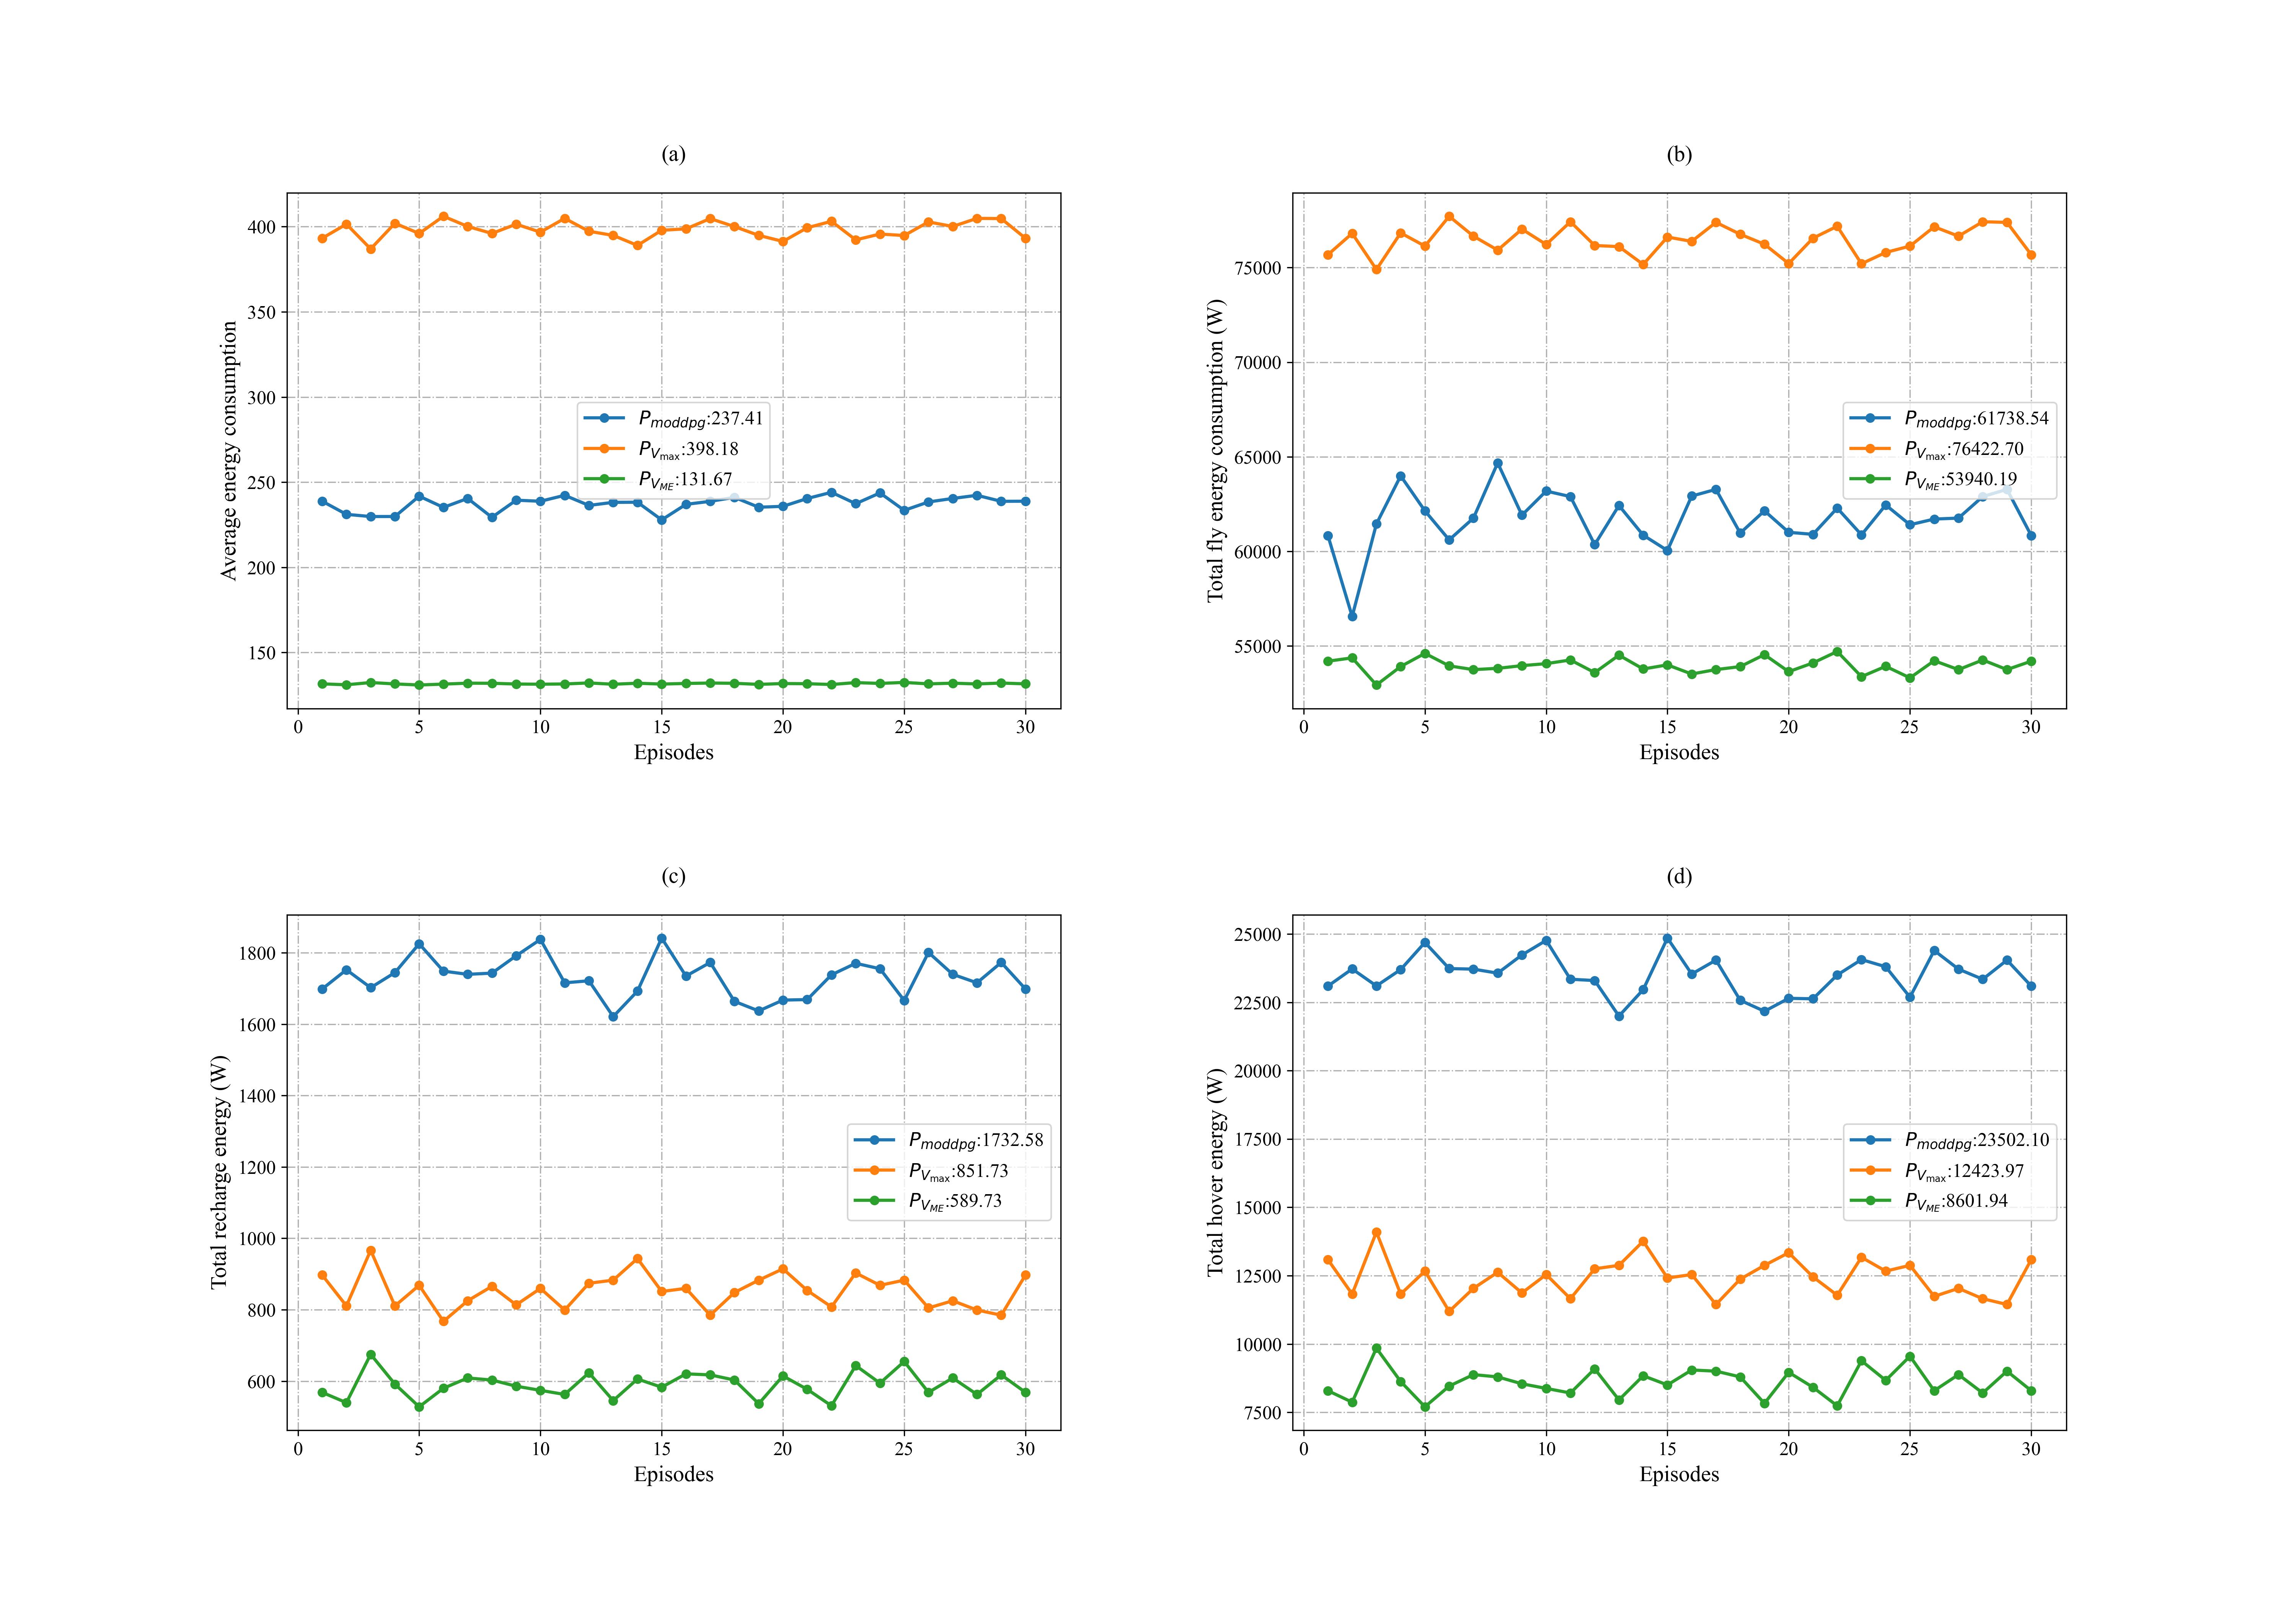 (a)
400
350
300
250
200
150
Average energy consumption
P_moddpg:237.41
P_Vmax:398.18
P_VME:131.67
0 5 10 15 20 25 30
Episodes
(b)
75000
70000
65000
60000
55000
Total fly energy consumption (W)
P_moddpg:61738.54
P_Vmax:76422.70
P_VME:53940.19
0 5 10 15 20 25 30
Episodes
(c)
1800
1600
1400
1200
1000
800
600
Total recharge energy (W)
P_moddpg:1732.58
P_Vmax:851.73
P_VME:589.73
0 5 10 15 20 25 30
Episodes
(d)
25000
22500
20000
17500
15000
12500
10000
7500
Total hover energy (W)
P_moddpg:23502.10
P_Vmax:12423.97
P_VME:8601.94
0 5 10 15 20 25 30
Episodes